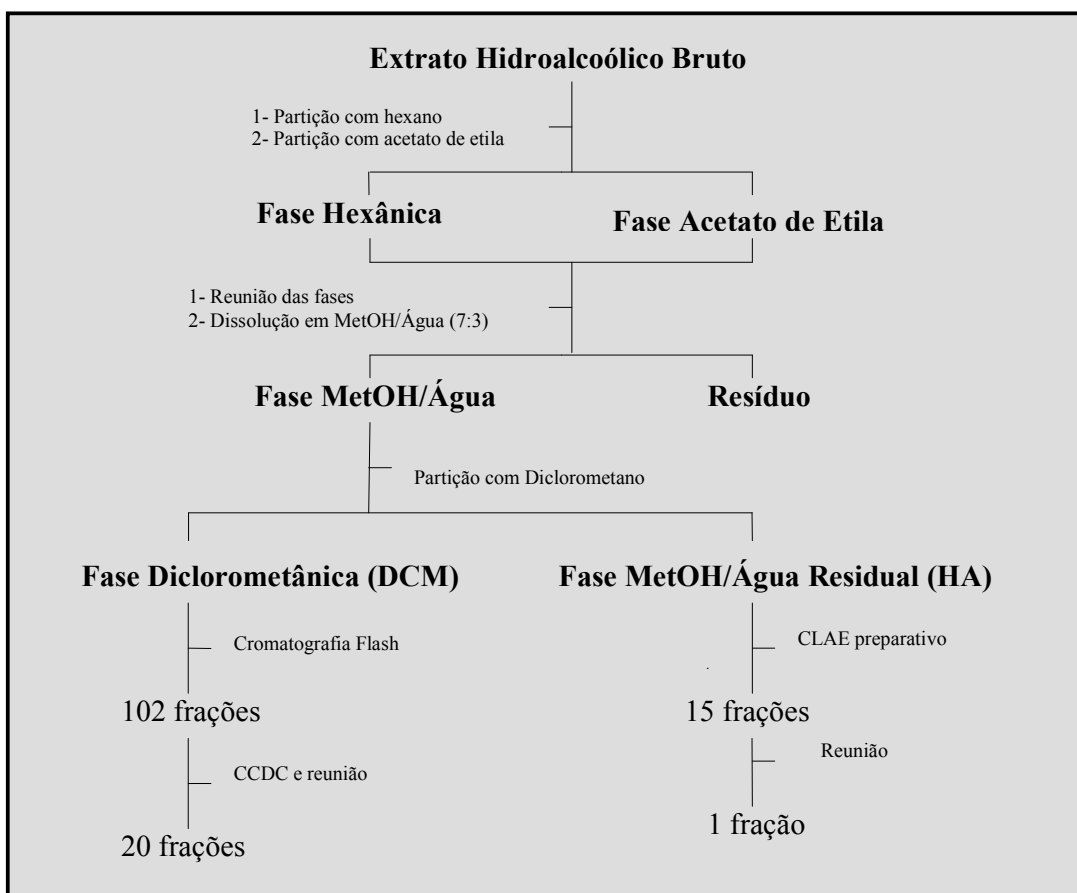 Extrato Hidroalcoólico Bruto
1- Partição com hexano
2- Partição com acetato de etila
Fase Hexânica
Fase Acetato de Etila
1- Reunião das fases
2- Dissolução em MetOH/Água (7:3)
Fase MetOH/Água
Resíduo
Partição com Diclorometano
Fase Diclorometânica (DCM)
Fase MetOH/Água Residual (HA)
Cromatografia Flash
CLAE preparativo
102 frações
15 frações
CCDC e reunião
Reunião
20 frações
1 fração